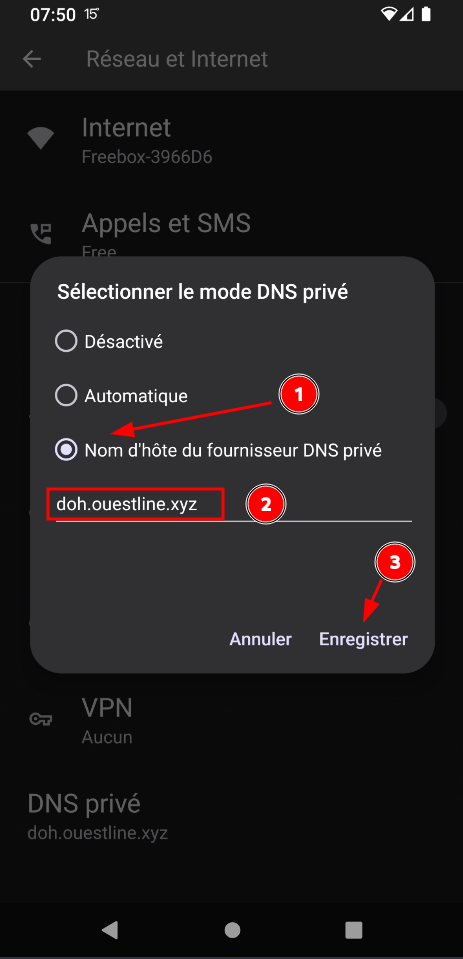 07:50 15°
Réseau et Internet
Internet
Freebox-3966D6
Appels et SMS
Free
Sélectionner le mode DNS privé
Désactivé
Automatique
1
Nom d'hôte du fournisseur DNS privé
doh.ouestline.xyz
2
3
Annuler
Enregistrer
VPN
Aucun
DNS privé
doh.ouestline.xyz